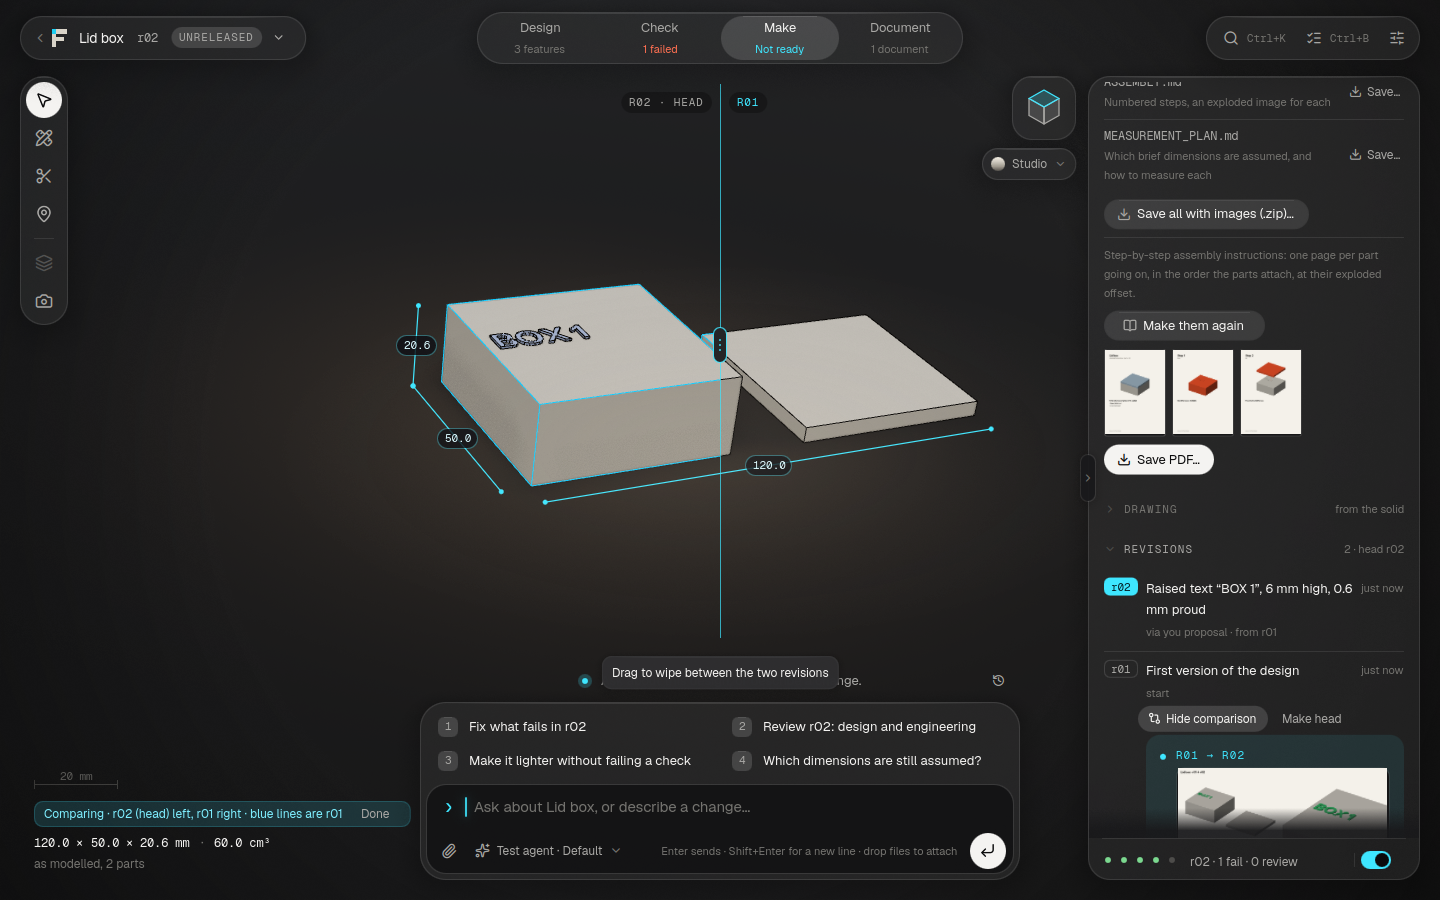 Lid box r02 UNRELEASED
Design
3 features
Check
1 failed
Make
Not ready
Document
1 document
Ctrl+K
Ctrl+B
R02 · HEAD
R01
Studio
BOX 1
20.6
50.0
120.0
Drag to wipe between the two revisions
nge.
1 Fix what fails in r02
2 Review r02: design and engineering
3 Make it lighter without failing a check
4 Which dimensions are still assumed?
Ask about Lid box, or describe a change...
Test agent · Default
Enter sends · Shift+Enter for a new line · drop files to attach
20 mm
Comparing · r02 (head) left, r01 right · blue lines are r01 Done
120.0 × 50.0 × 20.6 mm · 60.0 cm³
as modelled, 2 parts
ASSEMBLY.md
Numbered steps, an exploded image for each
Save...
MEASUREMENT_PLAN.md
Which brief dimensions are assumed, and
how to measure each
Save...
Save all with images (.zip)...
Step-by-step assembly instructions: one page per part
going on, in the order the parts attach, at their exploded
offset.
Make them again
Save PDF...
DRAWING from the solid
REVISIONS 2 · head r02
r02 Raised text “BOX 1”, 6 mm high, 0.6
mm proud
just now
via you proposal · from r01
r01 First version of the design just now
start
Hide comparison Make head
R01 → R02
BOX 1
r02 · 1 fail · 0 review